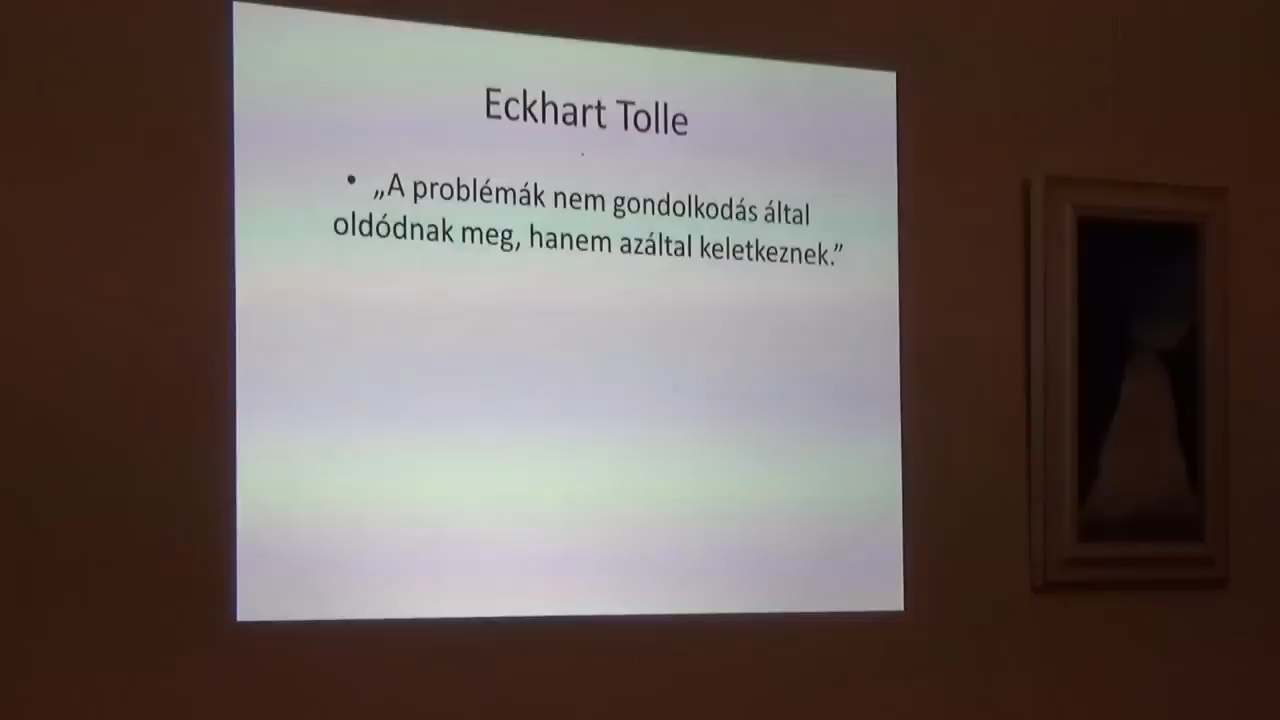 Eckhart Tolle
• „A problémák nem gondolkodás által
oldódnak meg, hanem azáltal keletkeznek.”